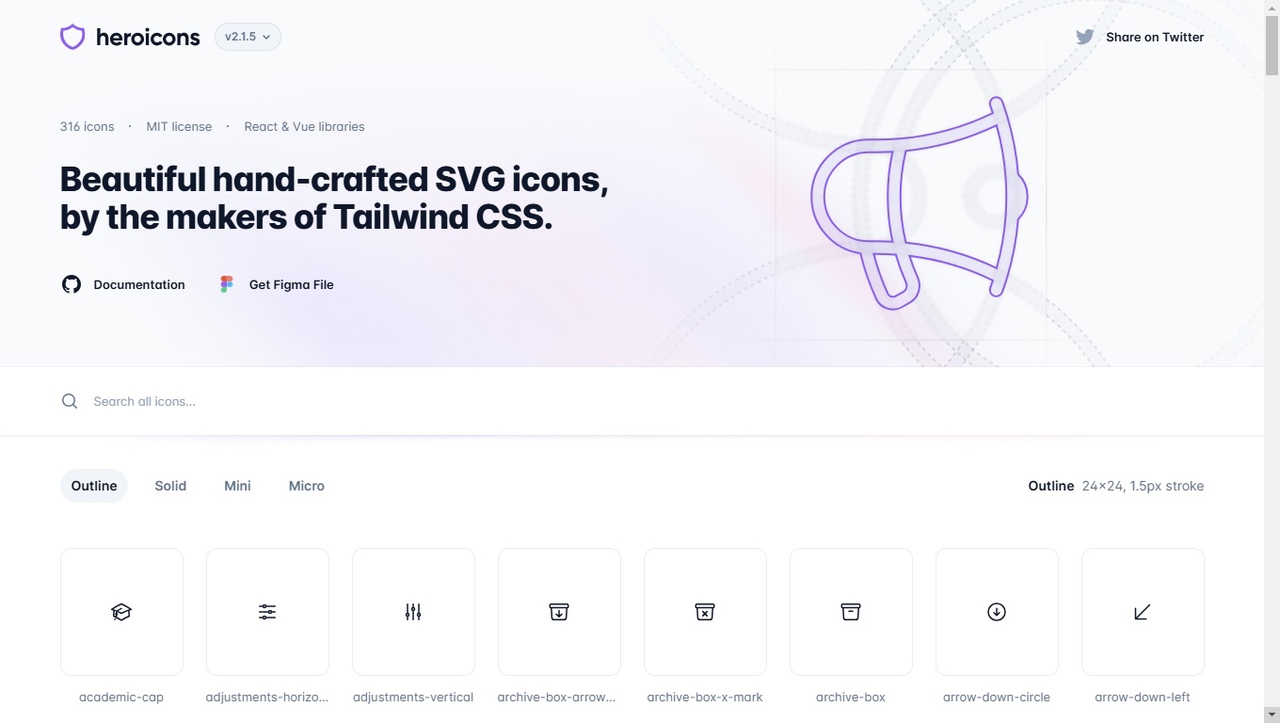 heroicons
v2.1.5
Share on Twitter
316 icons · MIT license · React & Vue libraries
Beautiful hand-crafted SVG icons,
by the makers of Tailwind CSS.
Documentation
Get Figma File
Search all icons...
Outline
Solid
Mini
Micro
Outline 24×24, 1.5px stroke
academic-cap
adjustments-horizo...
adjustments-vertical
archive-box-arrow...
archive-box-x-mark
archive-box
arrow-down-circle
arrow-down-left